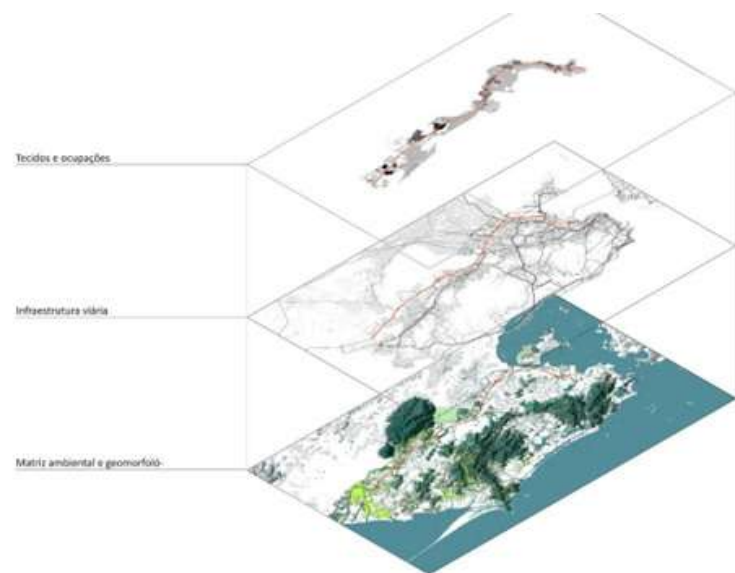 Tecidos e ocupações
Infraestrutura viária
Matriz ambiental e geomorfoló-